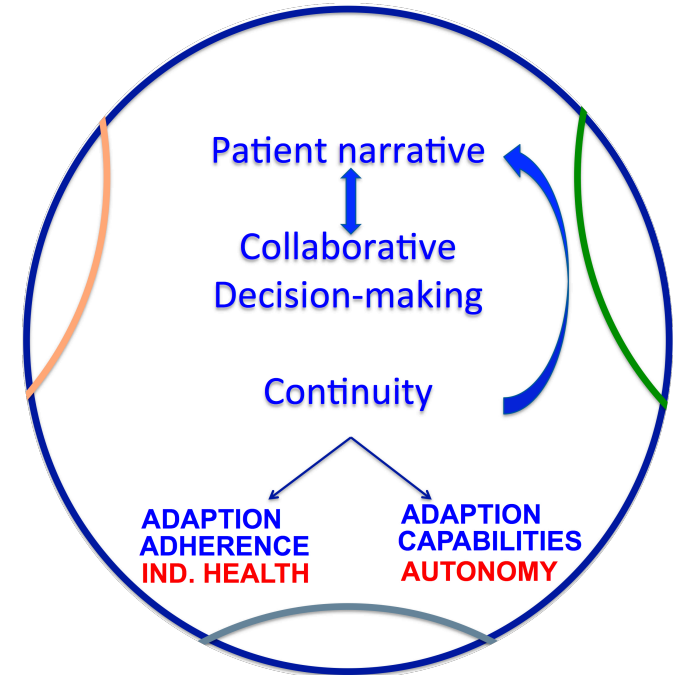 Patient narrative
Collaborative
Decision-making
Continuity
ADAPTION
ADHERENCE
IND. HEALTH
ADAPTION
CAPABILITIES
AUTONOMY